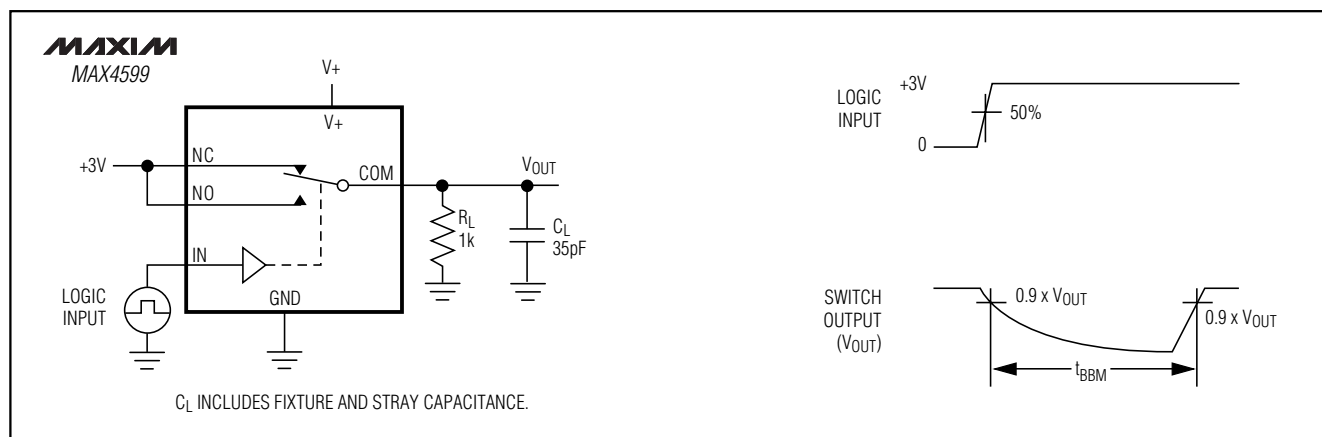 MAXIM
MAX4599
V+
V+
+3V
NC
NO
COM
VOUT
RL
1k
CL
35pF
IN
LOGIC
INPUT
GND
CL INCLUDES FIXTURE AND STRAY CAPACITANCE.
LOGIC
INPUT
+3V
0
50%
SWITCH
OUTPUT
(VOUT)
0.9 x VOUT
0.9 x VOUT
tBBM